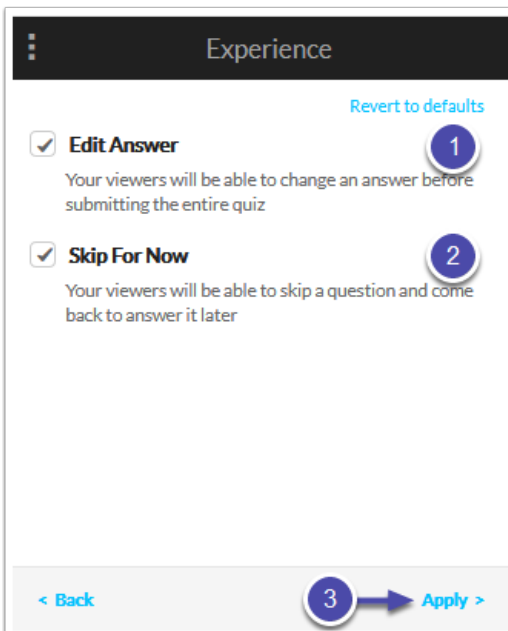 Experience
Revert to defaults
Edit Answer
1
Your viewers will be able to change an answer before
submitting the entire quiz
Skip For Now
2
Your viewers will be able to skip a question and come
back to answer it later
< Back
3
Apply >